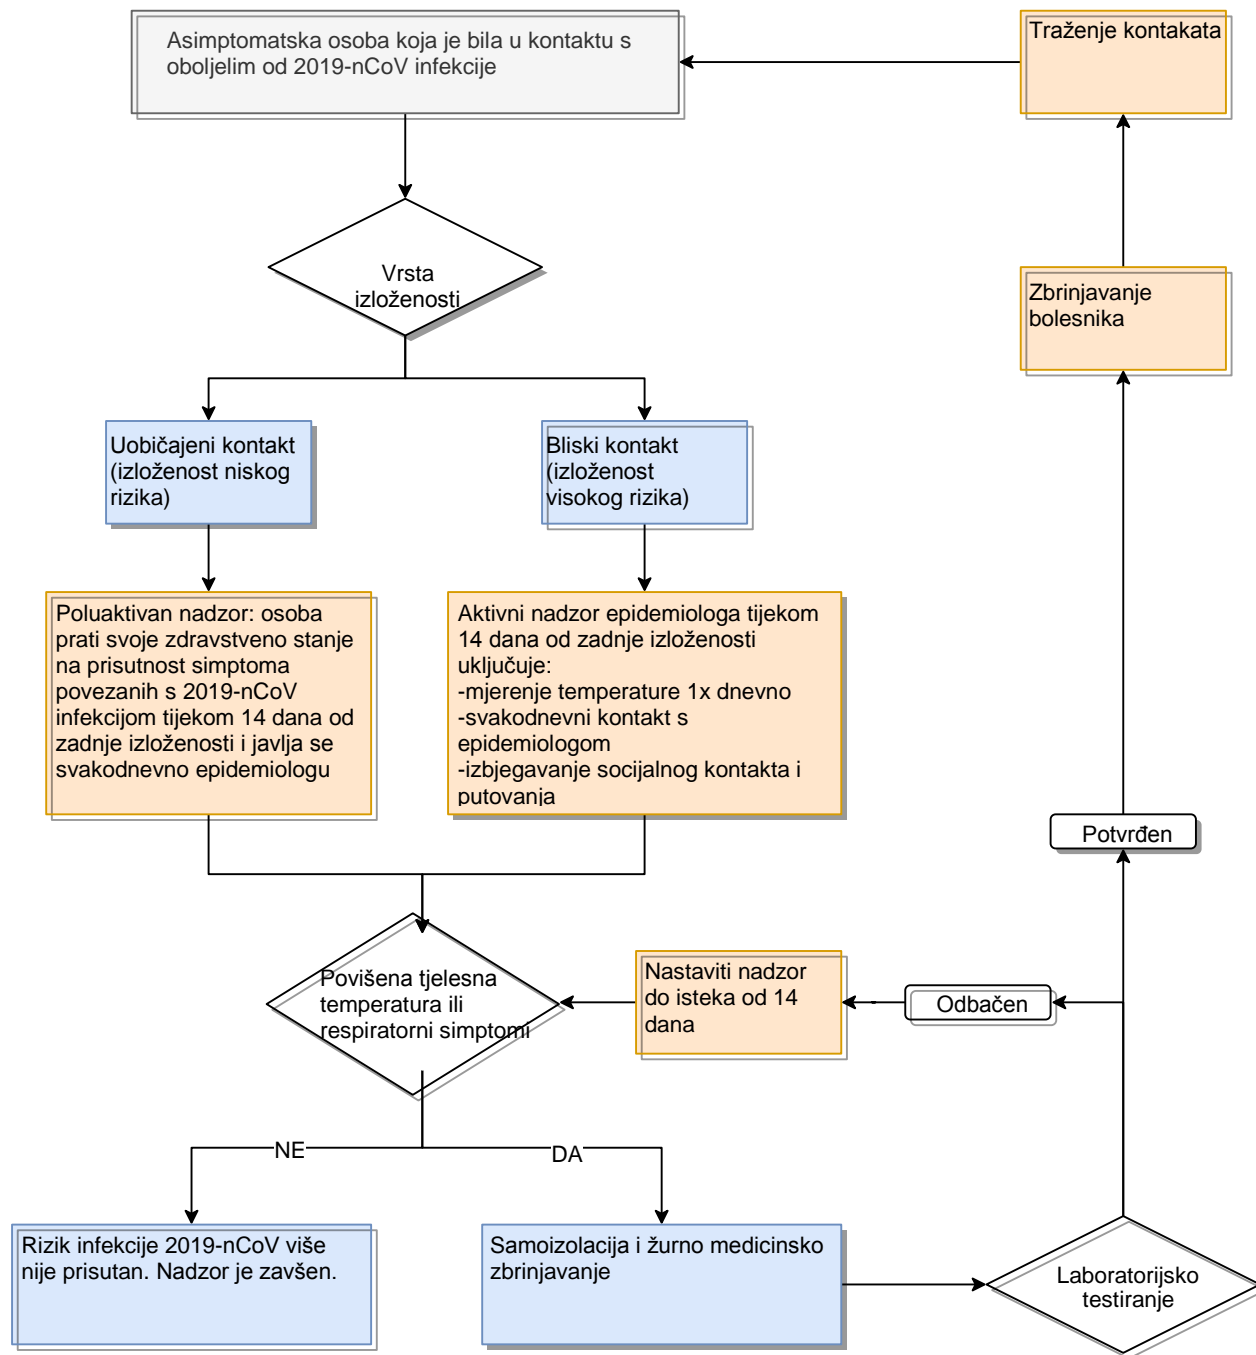 Asimptomatska osoba koja je bila u kontaktu s
oboljelim od 2019-nCoV infekcije
Traženje kontakata
Vrsta
izloženosti
Zbrinjavanje
bolesnika
Uobičajeni kontakt
(izloženost niskog
rizika)
Bliski kontakt
(izloženost
visokog rizika)
Poluaktivan nadzor: osoba
prati svoje zdravstveno stanje
na prisutnost simptoma
povezanih s 2019-nCoV
infekcijom tijekom 14 dana od
zadnje izloženosti i javlja se
svakodnevno epidemiologu
Aktivni nadzor epidemiologa tijekom
14 dana od zadnje izloženosti
uključuje:
-mjerenje temperature 1x dnevno
-svakodnevni kontakt s
epidemiologom
-izbjegavanje socijalnog kontakta i
putovanja
Potvrđen
Povišena tjelesna
temperatura ili
respiratorni simptomi
Nastaviti nadzor
do isteka od 14
dana
Odbačen
NE
DA
Rizik infekcije 2019-nCoV više
nije prisutan. Nadzor je zavšen.
Samoizolacija i žurno medicinsko
zbrinjavanje
Laboratorijsko
testiranje